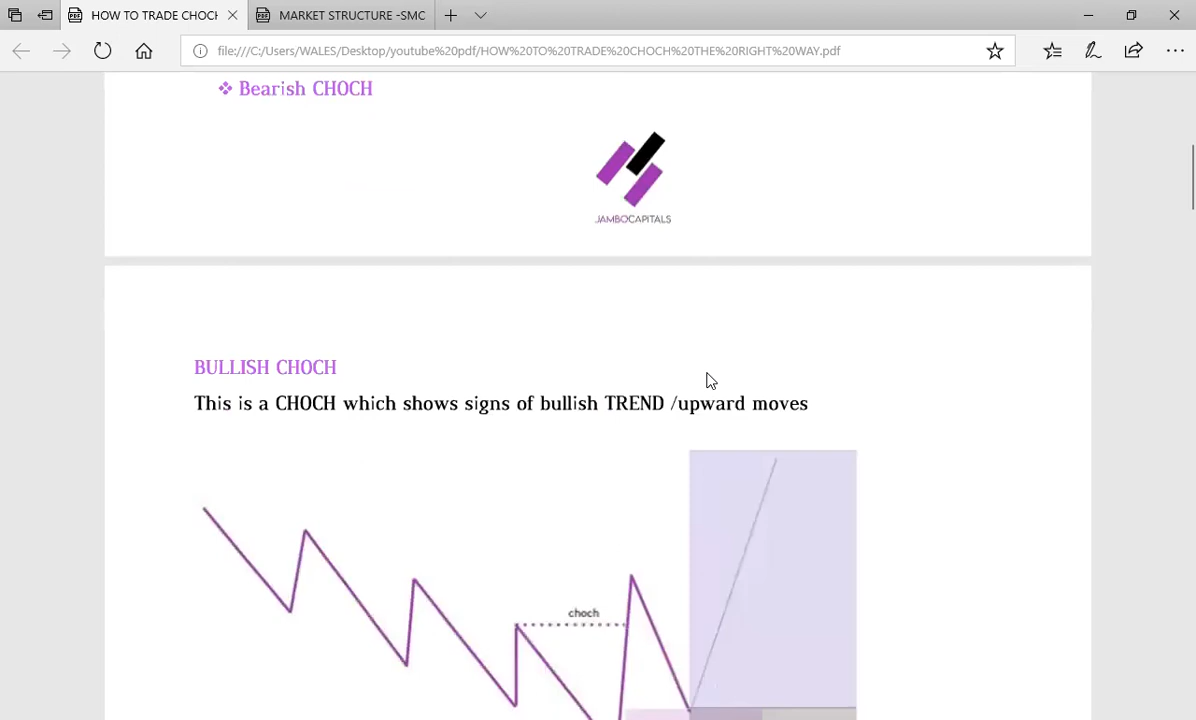 HOW TO TRADE CHOCH
MARKET STRUCTURE -SMC
file:///C:/Users/WALES/Desktop/youtube%20pdf/HOW%20TO%20TRADE%20CHOCH%20THE%20RIGHT%20WAY.pdf
❖ Bearish CHOCH
JAMBOCAPITALS
BULLISH CHOCH
This is a CHOCH which shows signs of bullish TREND /upward moves
choch